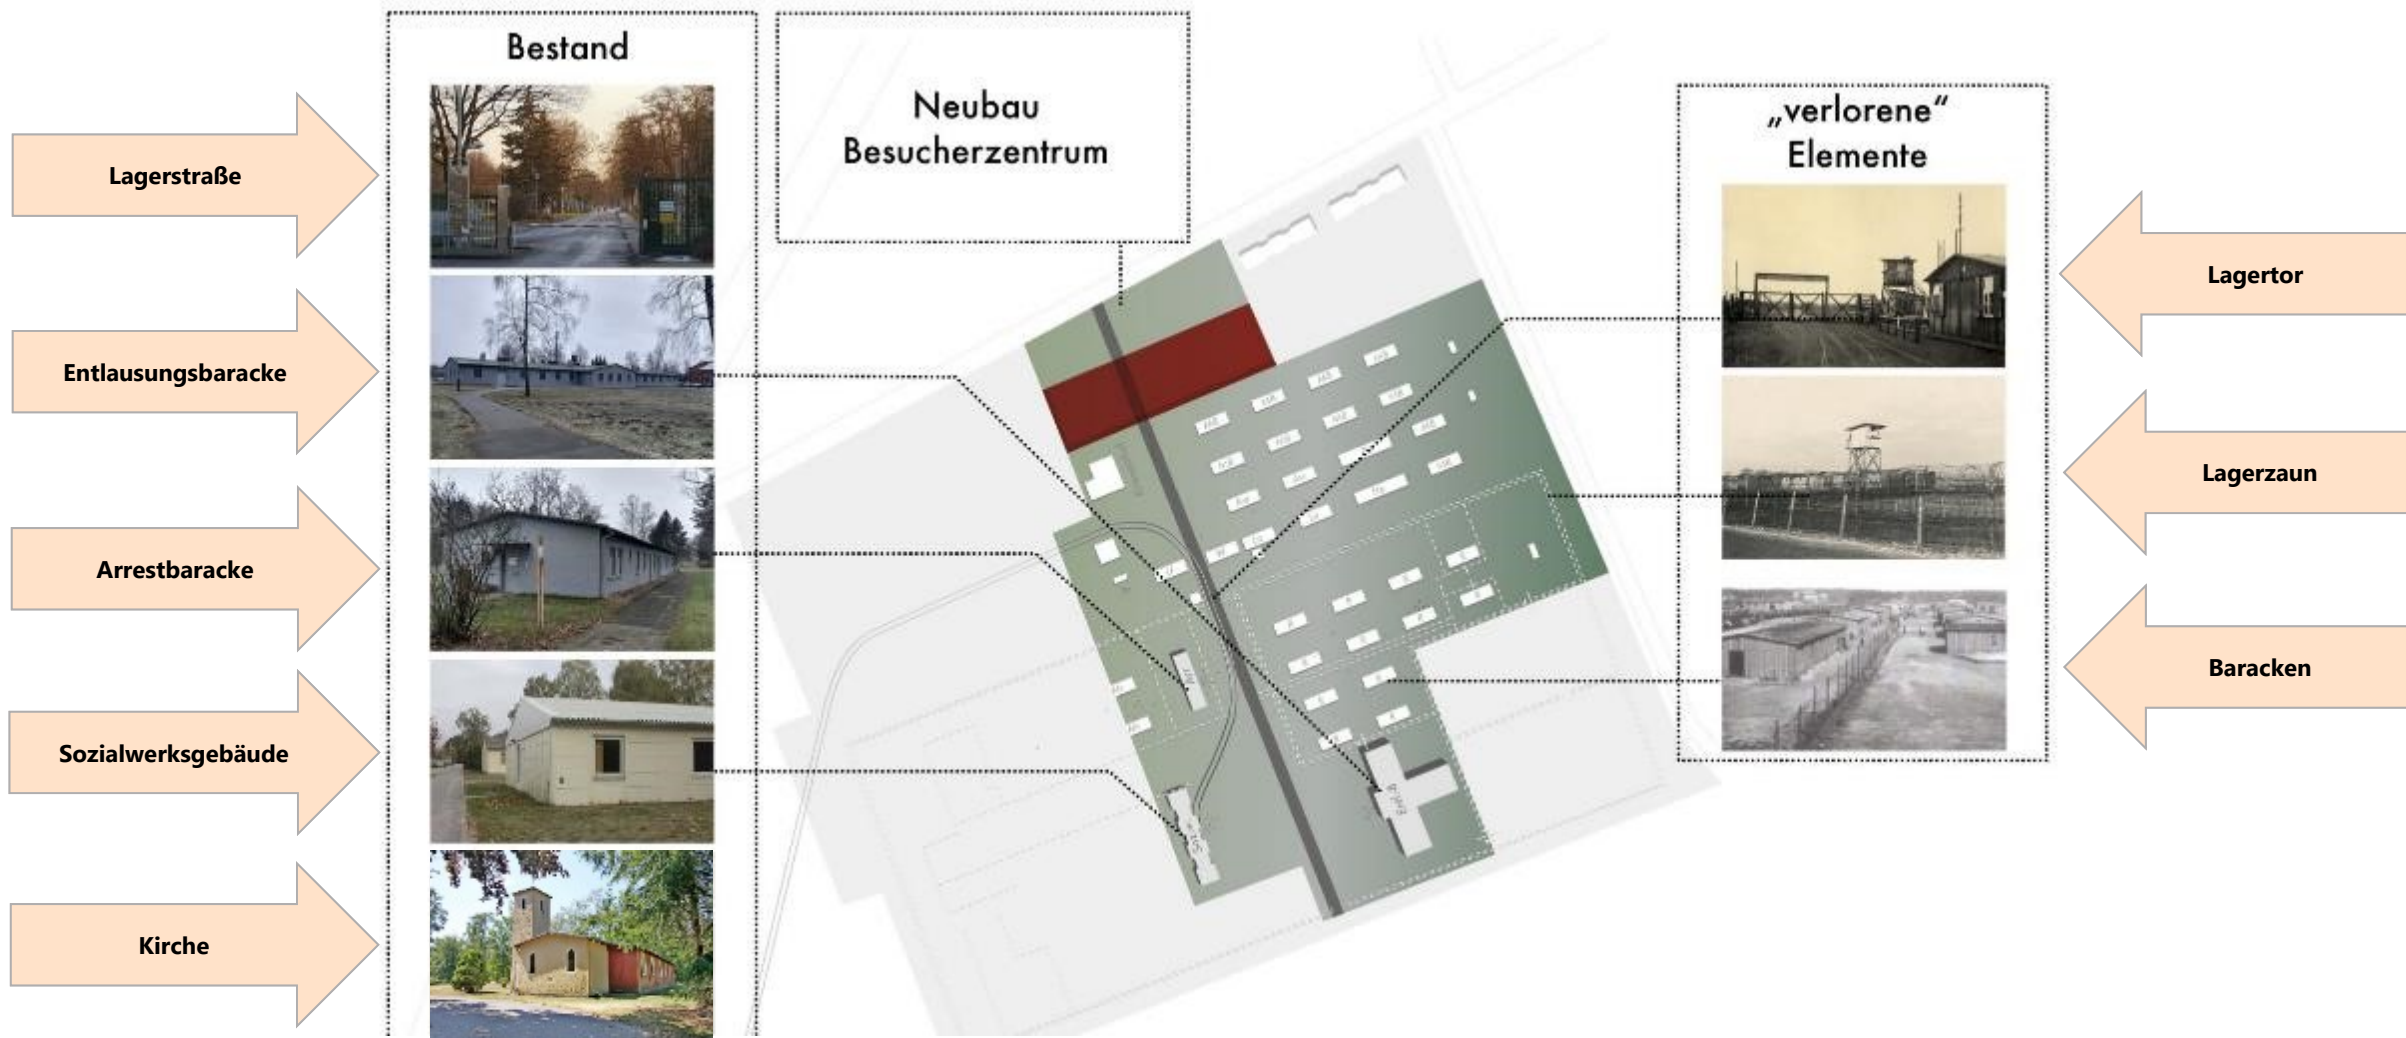 Bestand
Neubau
Besucherzentrum
„verlorene“
Elemente
Lagerstraße
Entlausungsbaracke
Arrestbaracke
Sozialwerksgebäude
Kirche
Lagertor
Lagerzaun
Baracken